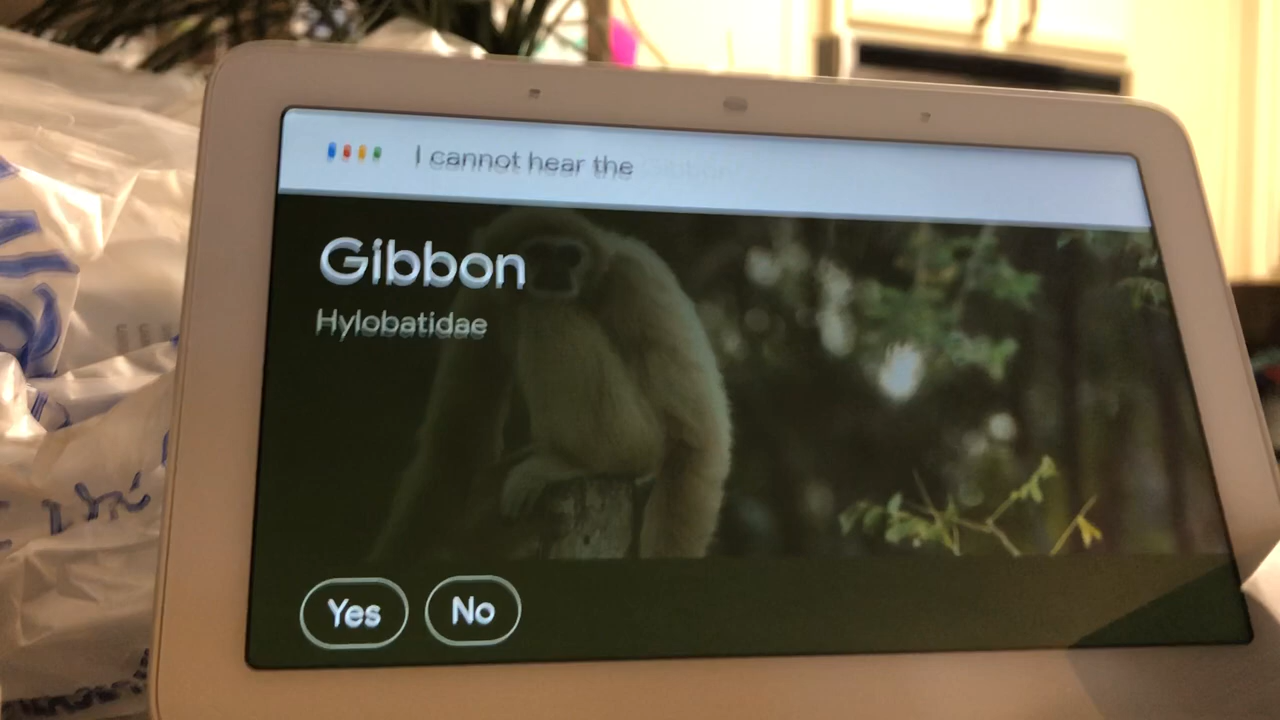 I cannot hear the
Gibbon
Hylobatidae
Yes
No